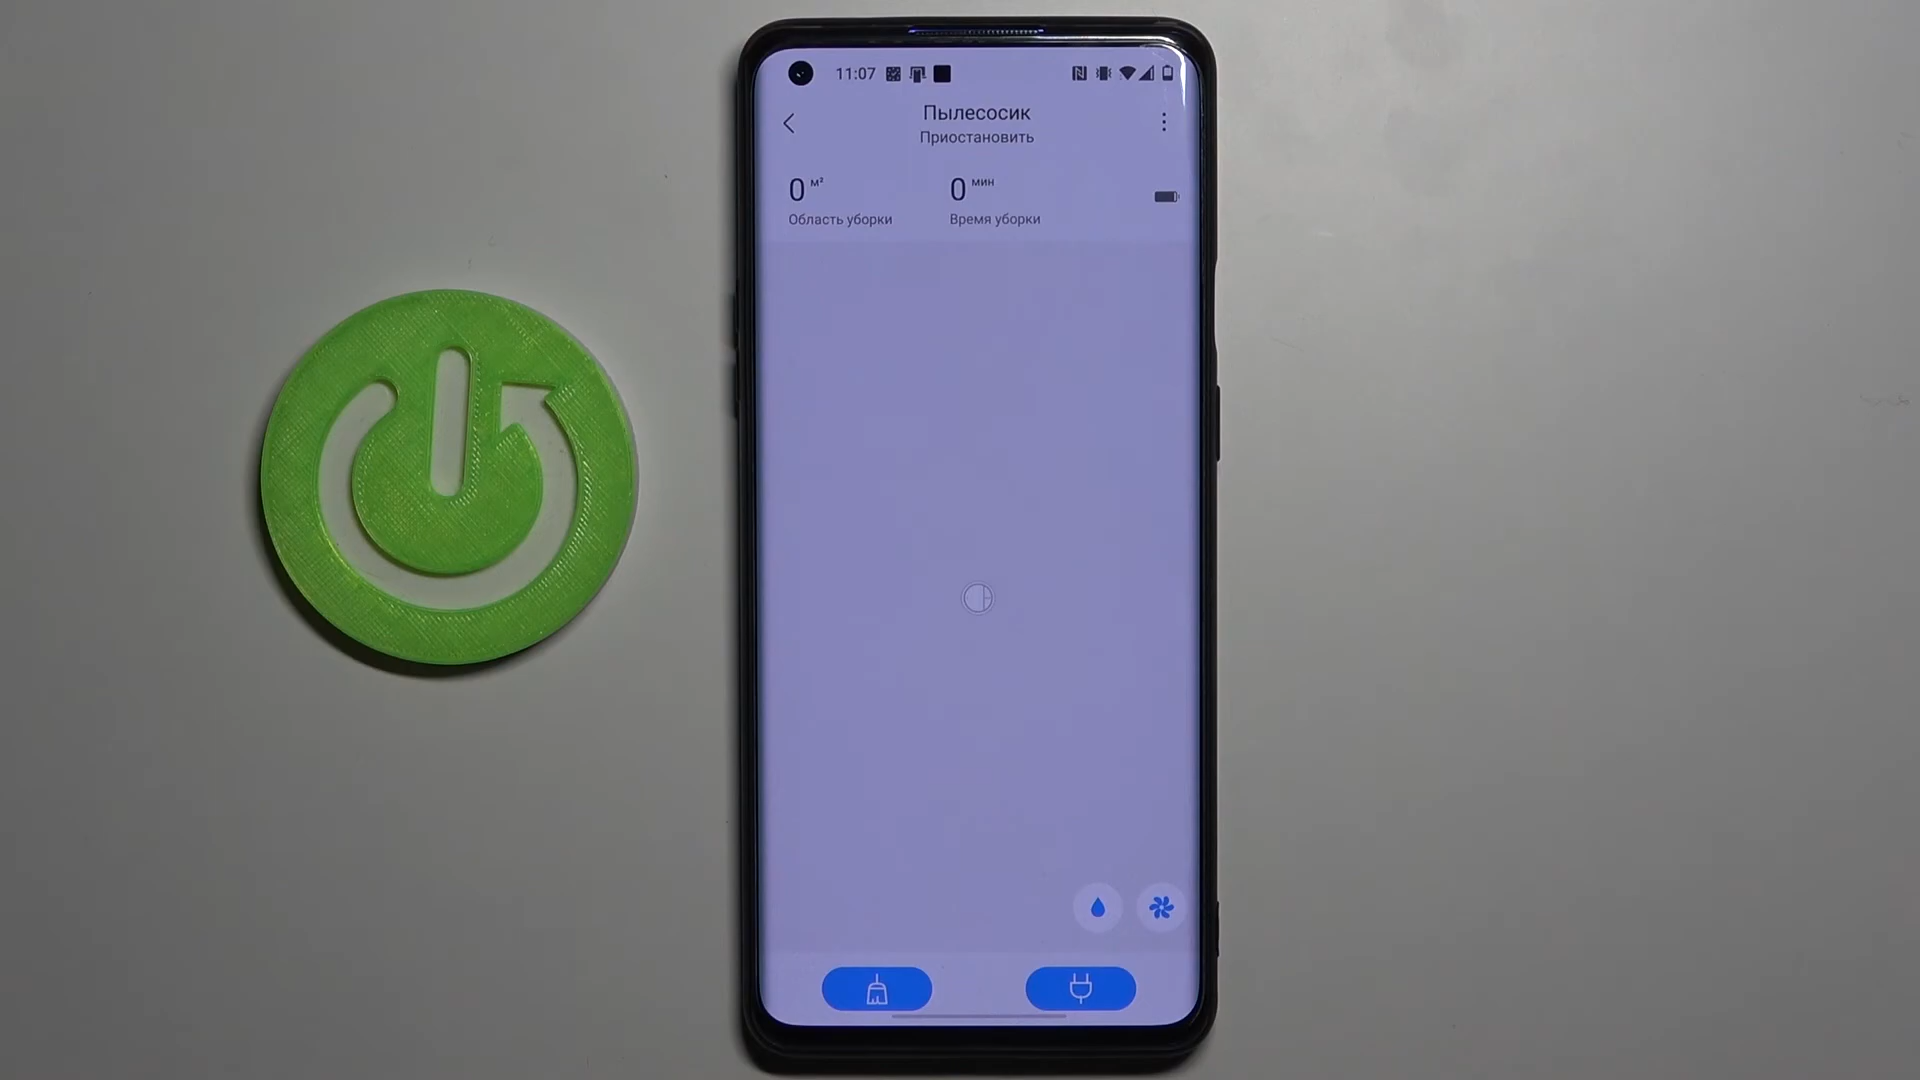 11:07
Пылесосик
Приостановить
0 м²
0 мин
Область уборки
Время уборки